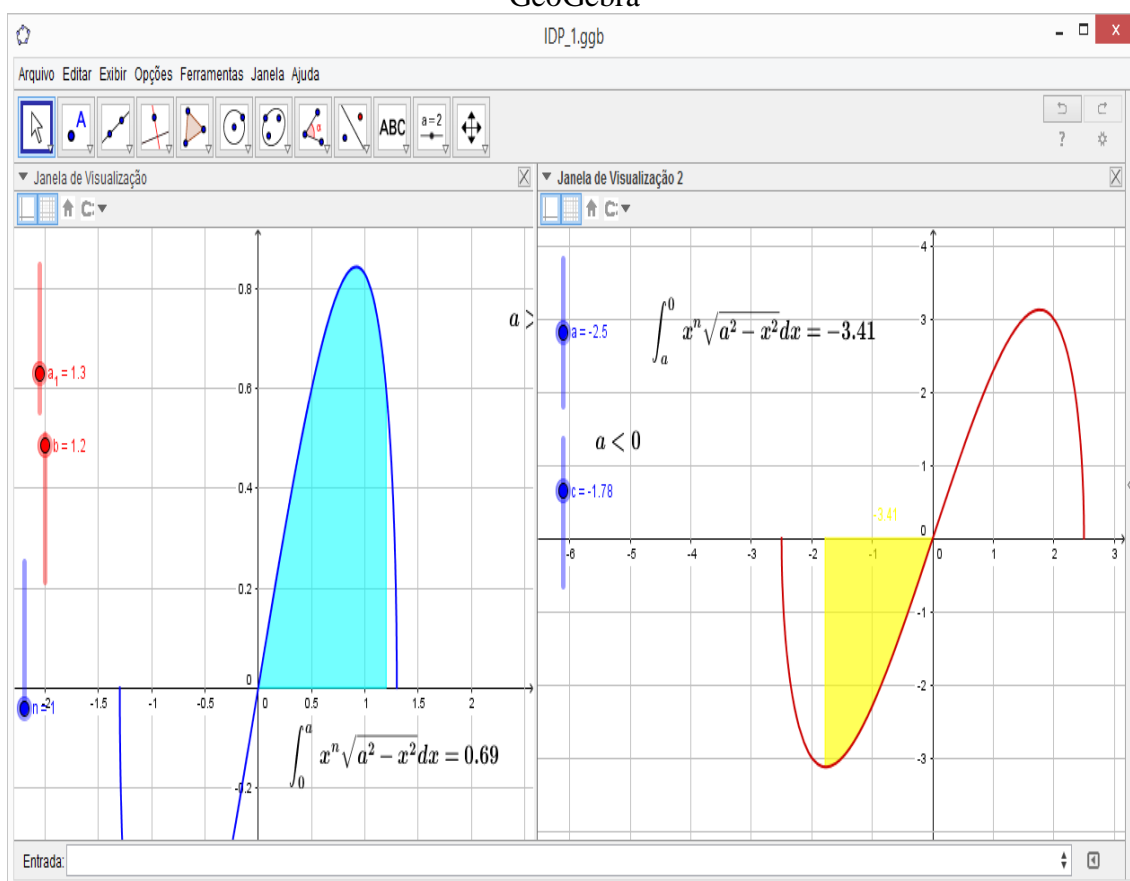 GeoGebra
IDP_1.ggb
Arquivo Editar Exibir Opções Ferramentas Janela Ajuda
A α ABC a=2 ?
Janela de Visualização
Janela de Visualização 2
C:
C:
0.8
a >
a₁ = 1.3
0.6
b = 1.2
0.4
0.2
0
-2 -1.5 -1 -0.5 0 0.5 1 1.5 2
n = 1
∫₀ᵃ xⁿ√(a² − x²)dx = 0.69
-0.2
4
a = -2.5
∫ₐ⁰ xⁿ√(a² − x²)dx = −3.41
3
2
a < 0
1
c = -1.78
-3.41
0
-6 -5 -4 -3 -2 -1 0 1 2 3
-1
-2
-3
Entrada: